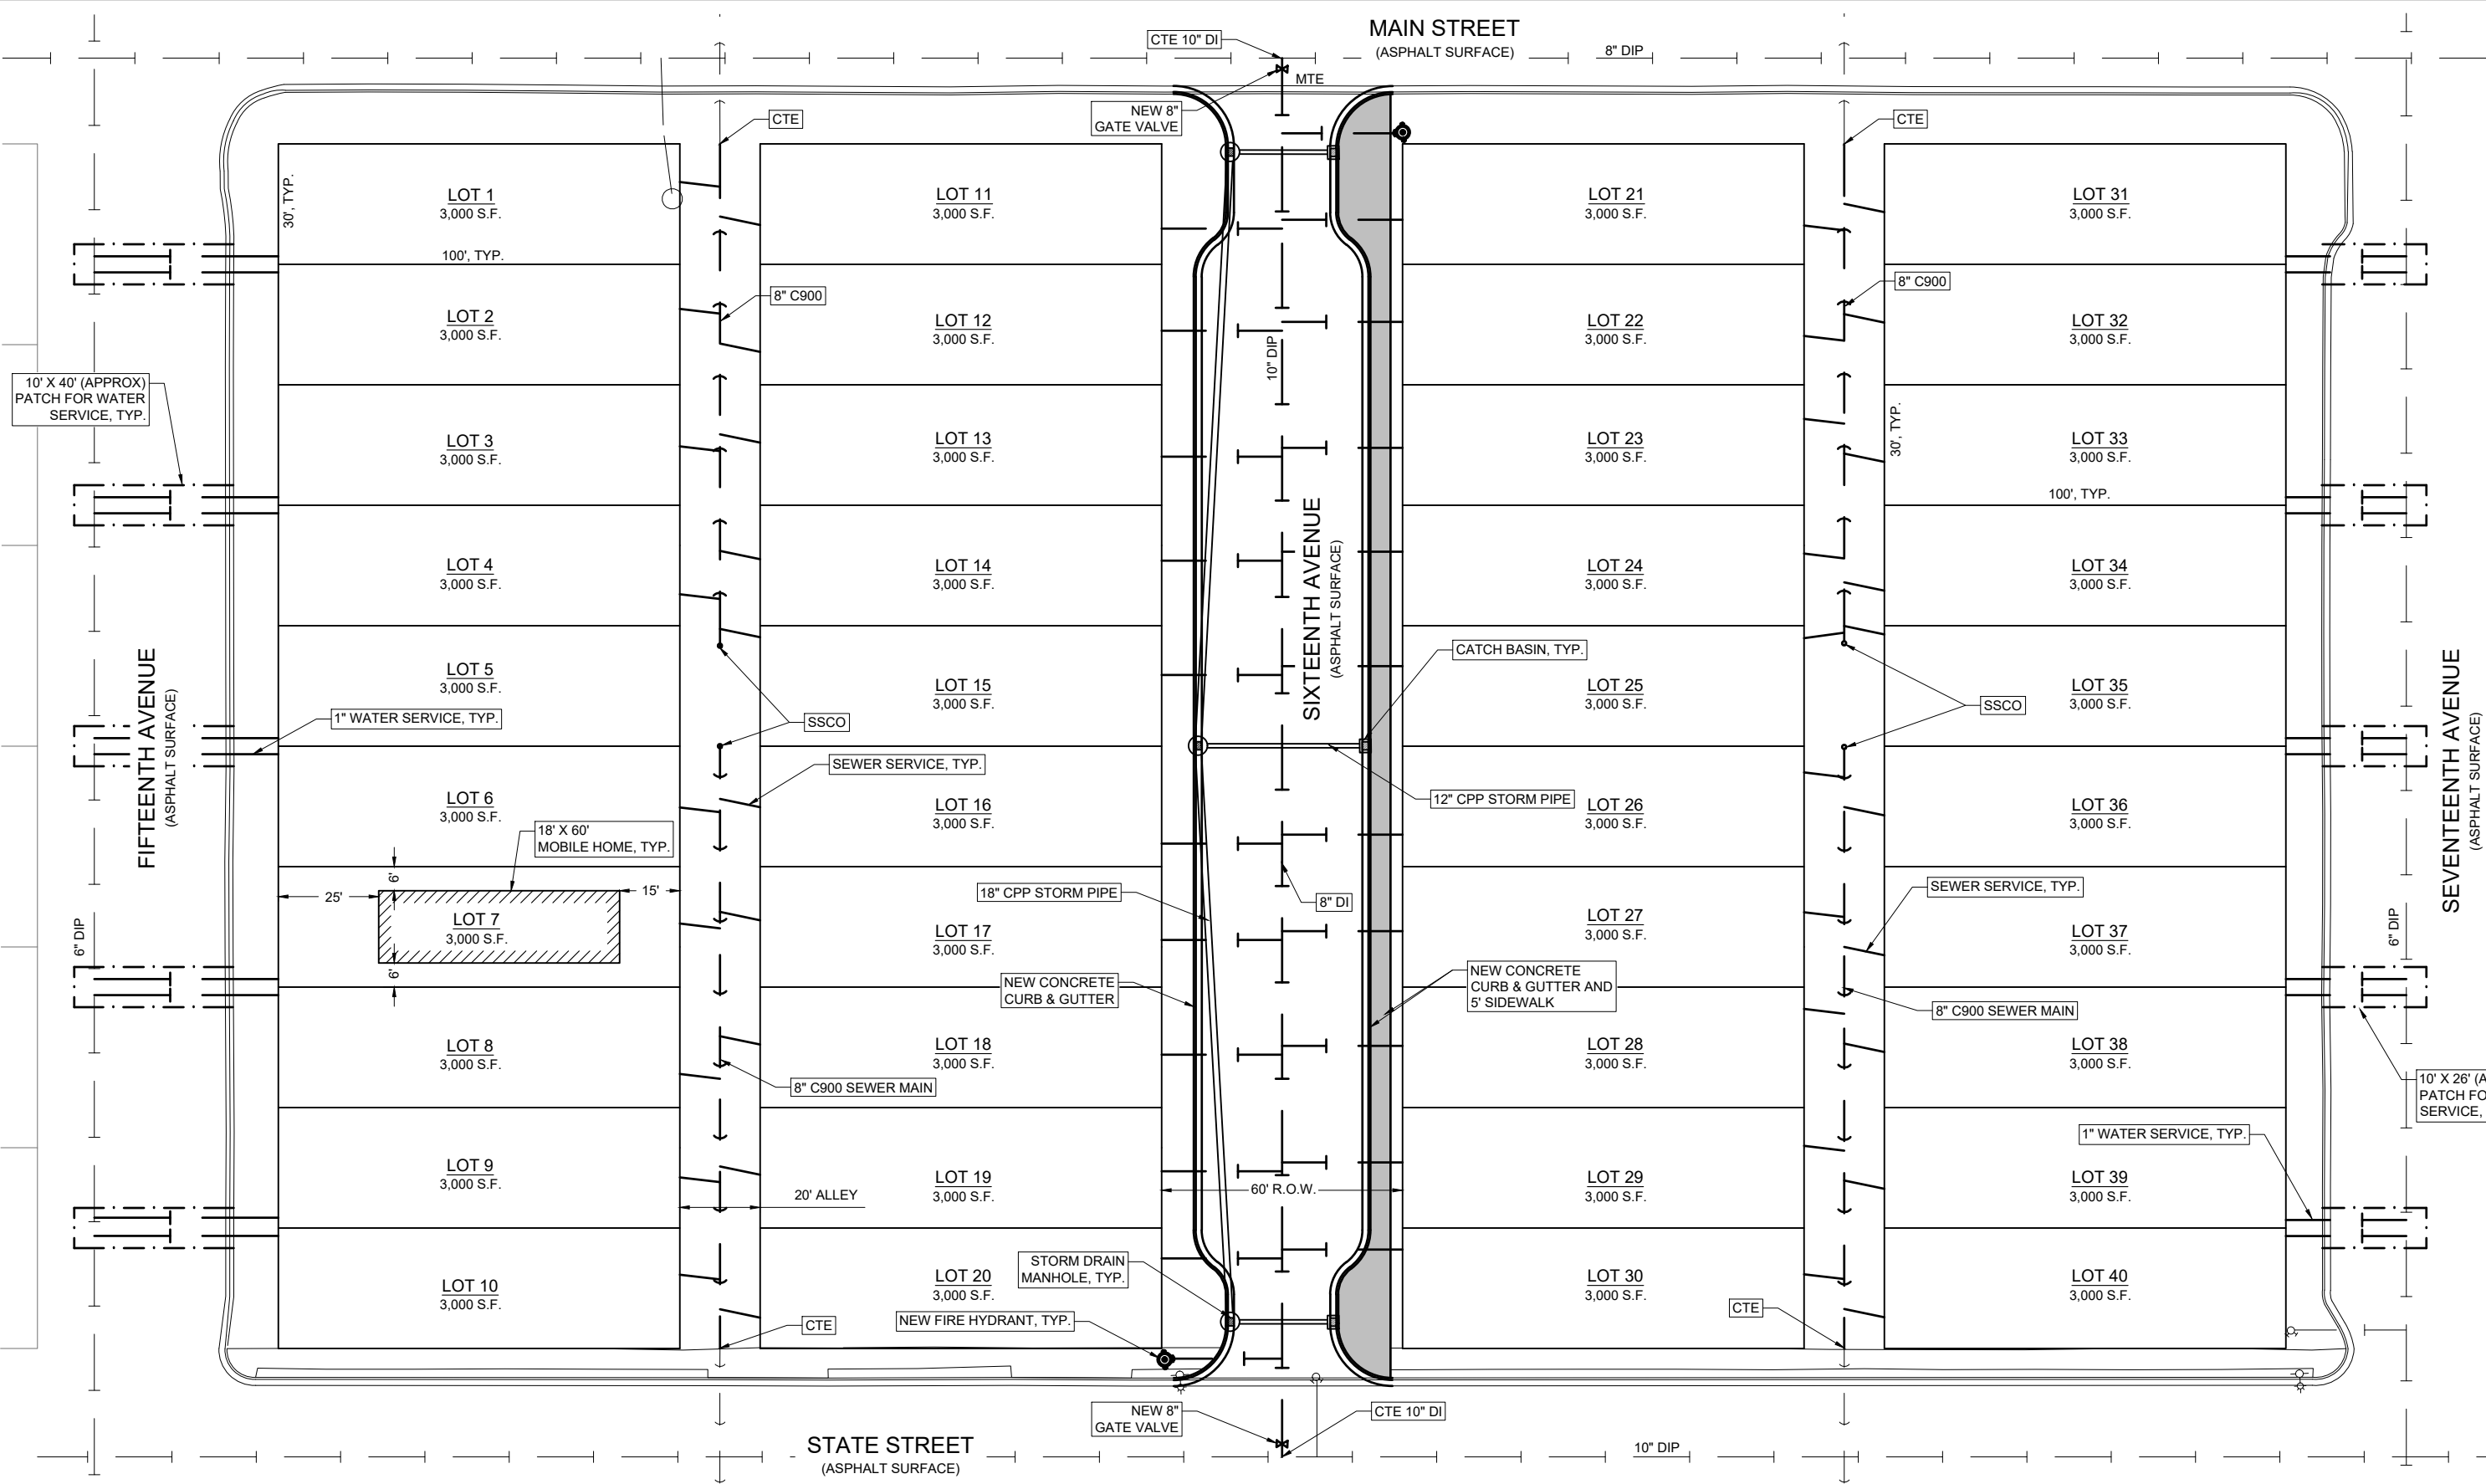 MAIN STREET
(ASPHALT SURFACE)
8" DIP
CTE 10" DI
MTE
NEW 8"
GATE VALVE
CTE
CTE
LOT 1
3,000 S.F.
30', TYP.
100', TYP.
LOT 2
3,000 S.F.
LOT 3
3,000 S.F.
LOT 4
3,000 S.F.
LOT 5
3,000 S.F.
LOT 6
3,000 S.F.
18' X 60'
MOBILE HOME, TYP.
6'
25'
15'
LOT 7
3,000 S.F.
6'
LOT 8
3,000 S.F.
LOT 9
3,000 S.F.
LOT 10
3,000 S.F.
10' X 40' (APPROX)
PATCH FOR WATER
SERVICE, TYP.
FIFTEENTH AVENUE
(ASPHALT SURFACE)
1" WATER SERVICE, TYP.
6" DIP
8" C900
SSCO
SEWER SERVICE, TYP.
8" C900 SEWER MAIN
20' ALLEY
CTE
LOT 11
3,000 S.F.
LOT 12
3,000 S.F.
LOT 13
3,000 S.F.
LOT 14
3,000 S.F.
LOT 15
3,000 S.F.
LOT 16
3,000 S.F.
LOT 17
3,000 S.F.
LOT 18
3,000 S.F.
LOT 19
3,000 S.F.
LOT 20
3,000 S.F.
10" DIP
SIXTEENTH AVENUE
(ASPHALT SURFACE)
CATCH BASIN, TYP.
12" CPP STORM PIPE
18" CPP STORM PIPE
8" DI
NEW CONCRETE
CURB & GUTTER
NEW CONCRETE
CURB & GUTTER AND
5' SIDEWALK
60' R.O.W.
STORM DRAIN
MANHOLE, TYP.
NEW FIRE HYDRANT, TYP.
LOT 21
3,000 S.F.
LOT 22
3,000 S.F.
LOT 23
3,000 S.F.
LOT 24
3,000 S.F.
LOT 25
3,000 S.F.
LOT 26
3,000 S.F.
LOT 27
3,000 S.F.
LOT 28
3,000 S.F.
LOT 29
3,000 S.F.
LOT 30
3,000 S.F.
8" C900
30', TYP.
SSCO
SEWER SERVICE, TYP.
8" C900 SEWER MAIN
CTE
LOT 31
3,000 S.F.
LOT 32
3,000 S.F.
LOT 33
3,000 S.F.
100', TYP.
LOT 34
3,000 S.F.
LOT 35
3,000 S.F.
LOT 36
3,000 S.F.
LOT 37
3,000 S.F.
LOT 38
3,000 S.F.
LOT 39
3,000 S.F.
LOT 40
3,000 S.F.
1" WATER SERVICE, TYP.
SEVENTEENTH AVENUE
(ASPHALT SURFACE)
6" DIP
10' X 26' (A
PATCH FO
SERVICE,
NEW 8"
GATE VALVE
CTE 10" DI
STATE STREET
(ASPHALT SURFACE)
10" DIP